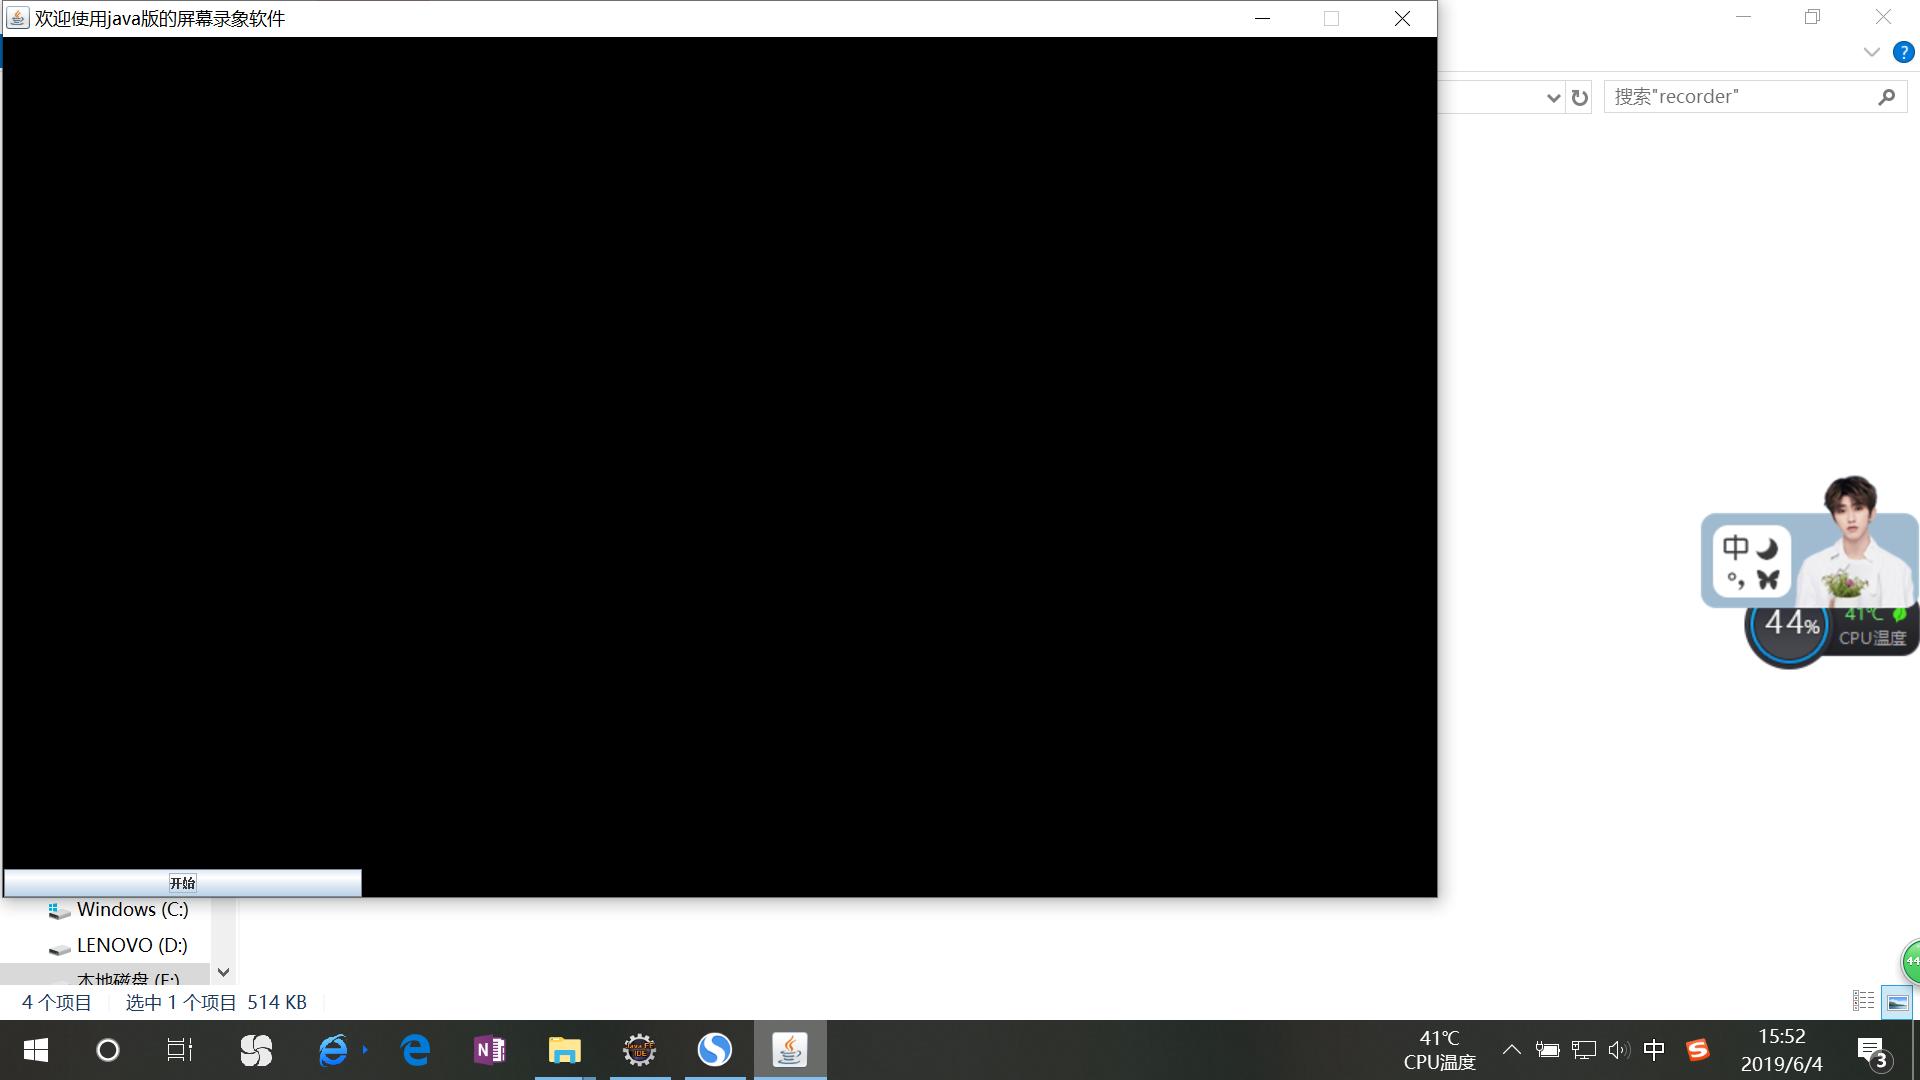 欢迎使用java版的屏幕录象软件
搜索"recorder"
中
°,
44%
41℃
CPU温度
开始
Windows (C:)
LENOVO (D:)
本地磁盘 (E:)
44
4 个项目
选中 1 个项目 514 KB
41℃
CPU温度
中
15:52
2019/6/4
3